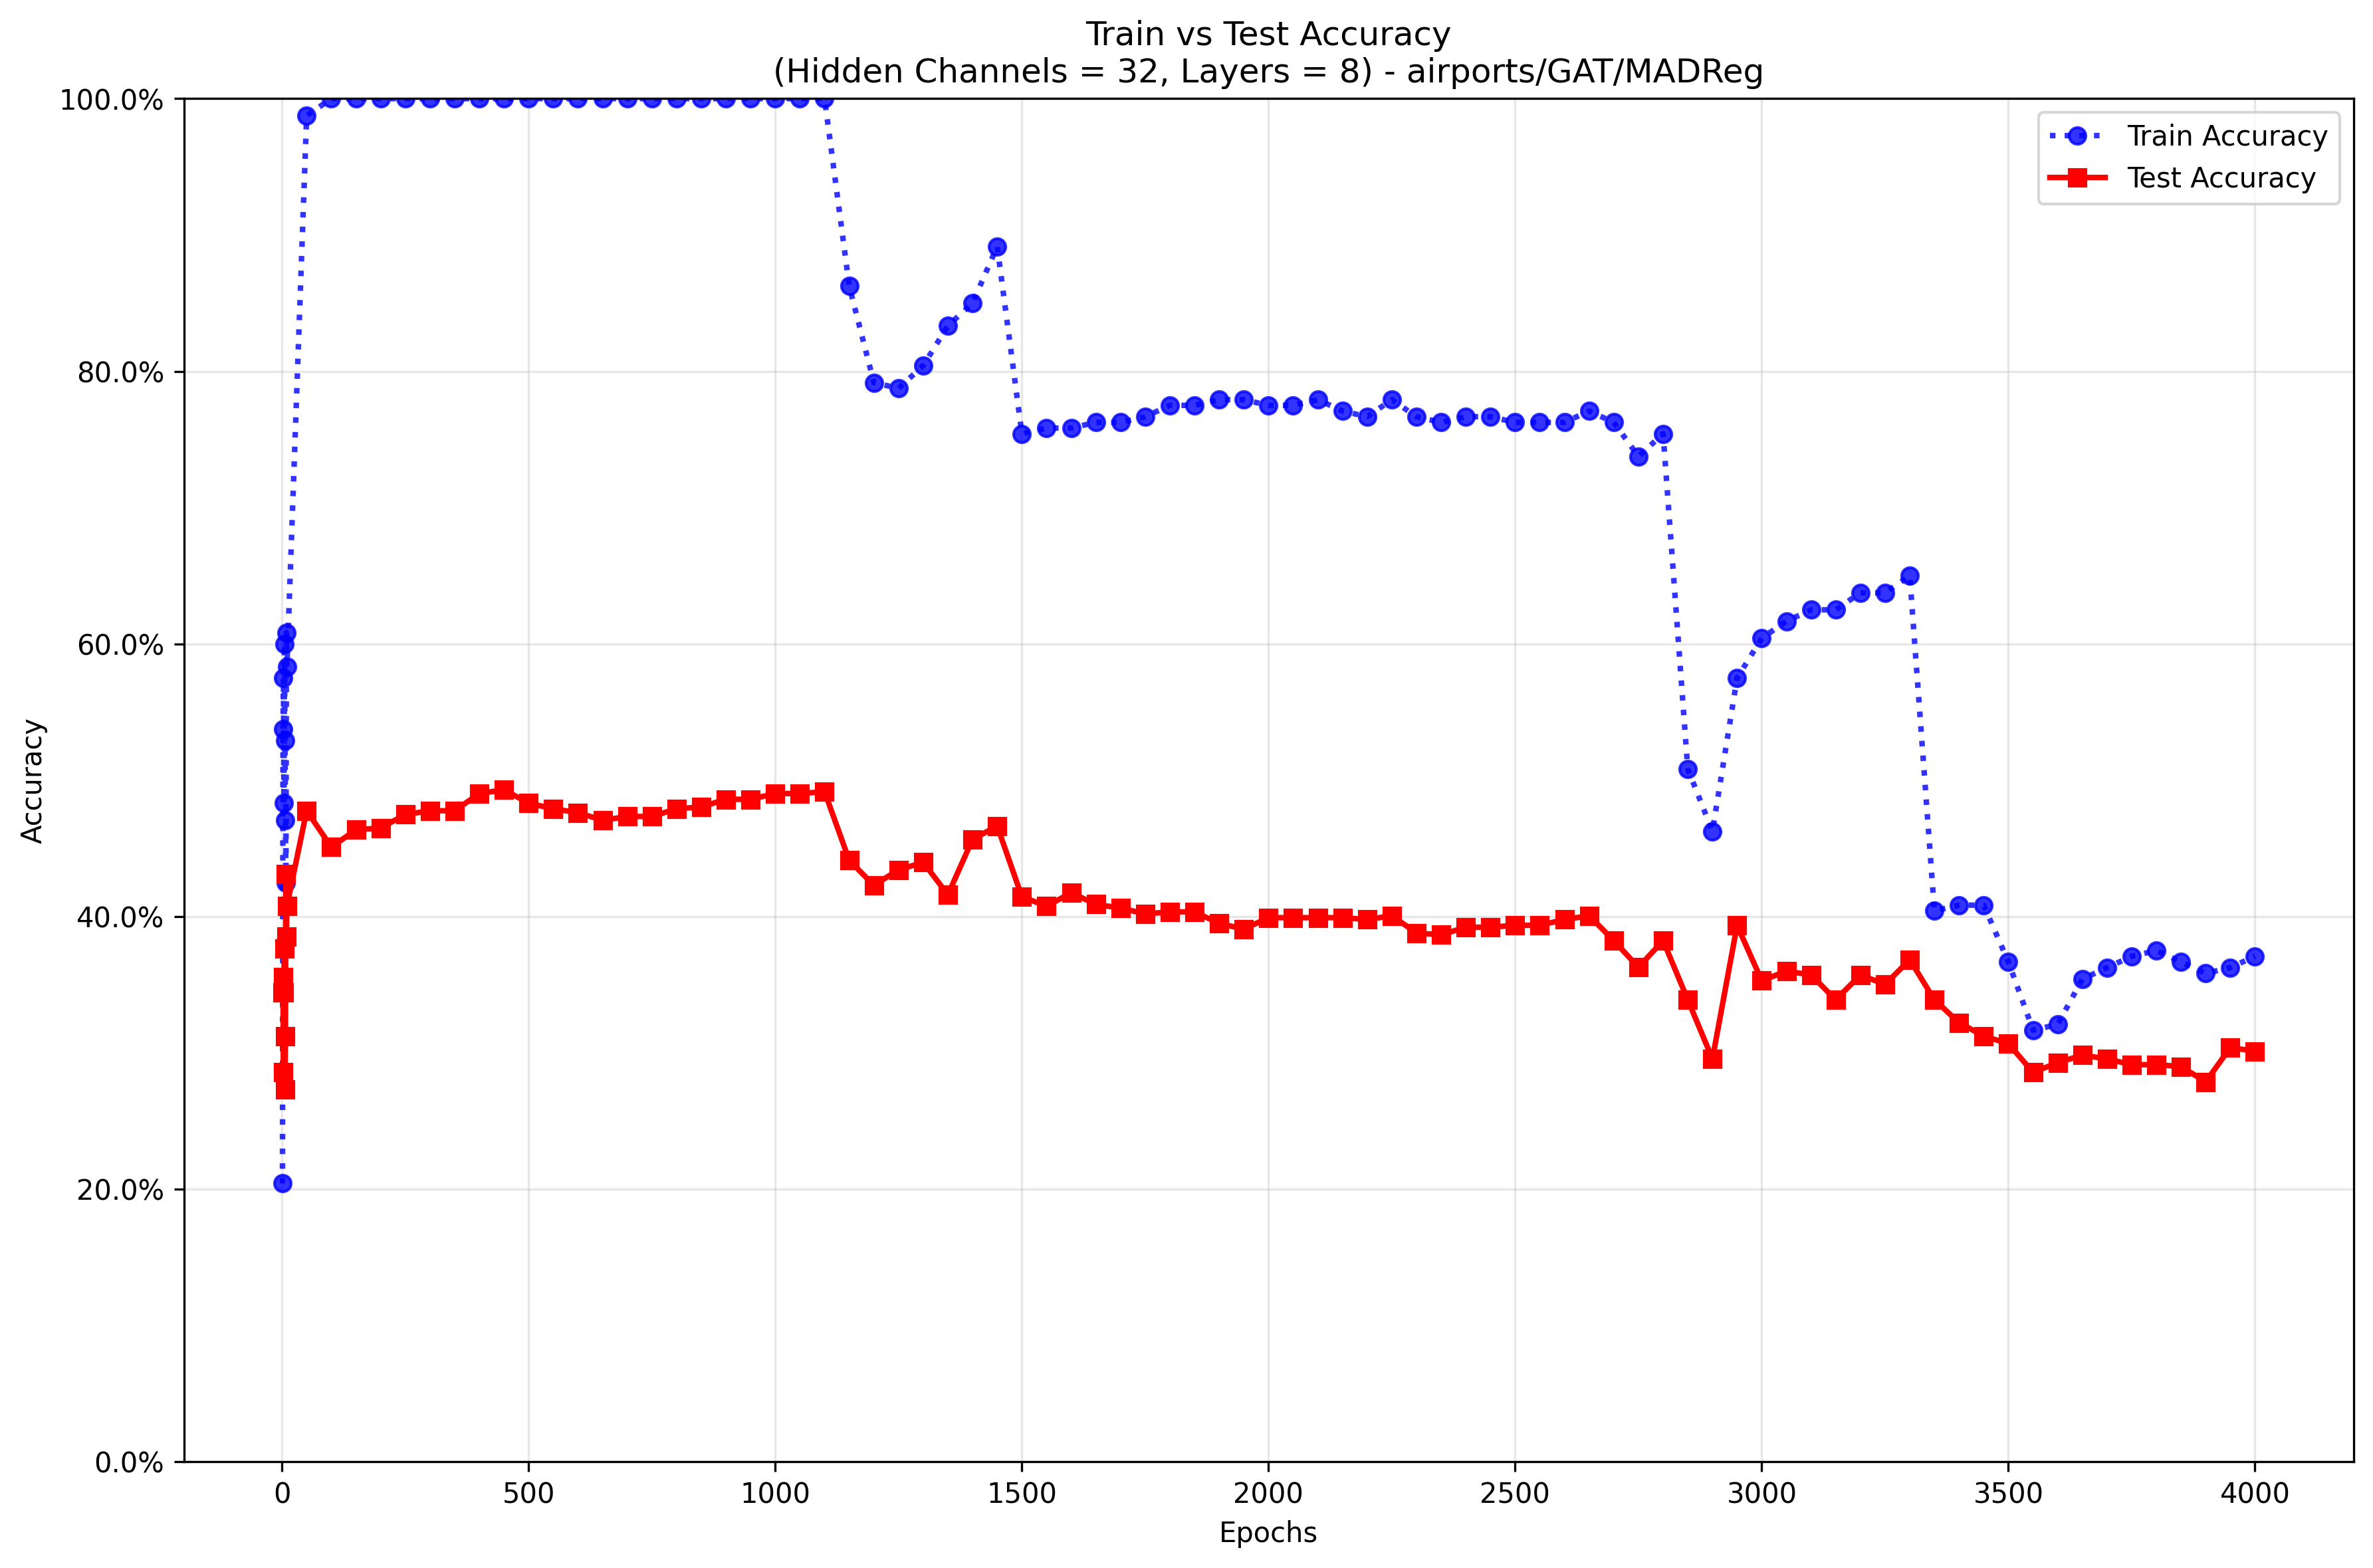 Train vs Test Accuracy
(Hidden Channels = 32, Layers = 8) - airports/GAT/MADReg
100.0%
80.0%
60.0%
40.0%
20.0%
0.0%
Accuracy
Train Accuracy
Test Accuracy
0
500
1000
1500
2000
2500
3000
3500
4000
Epochs